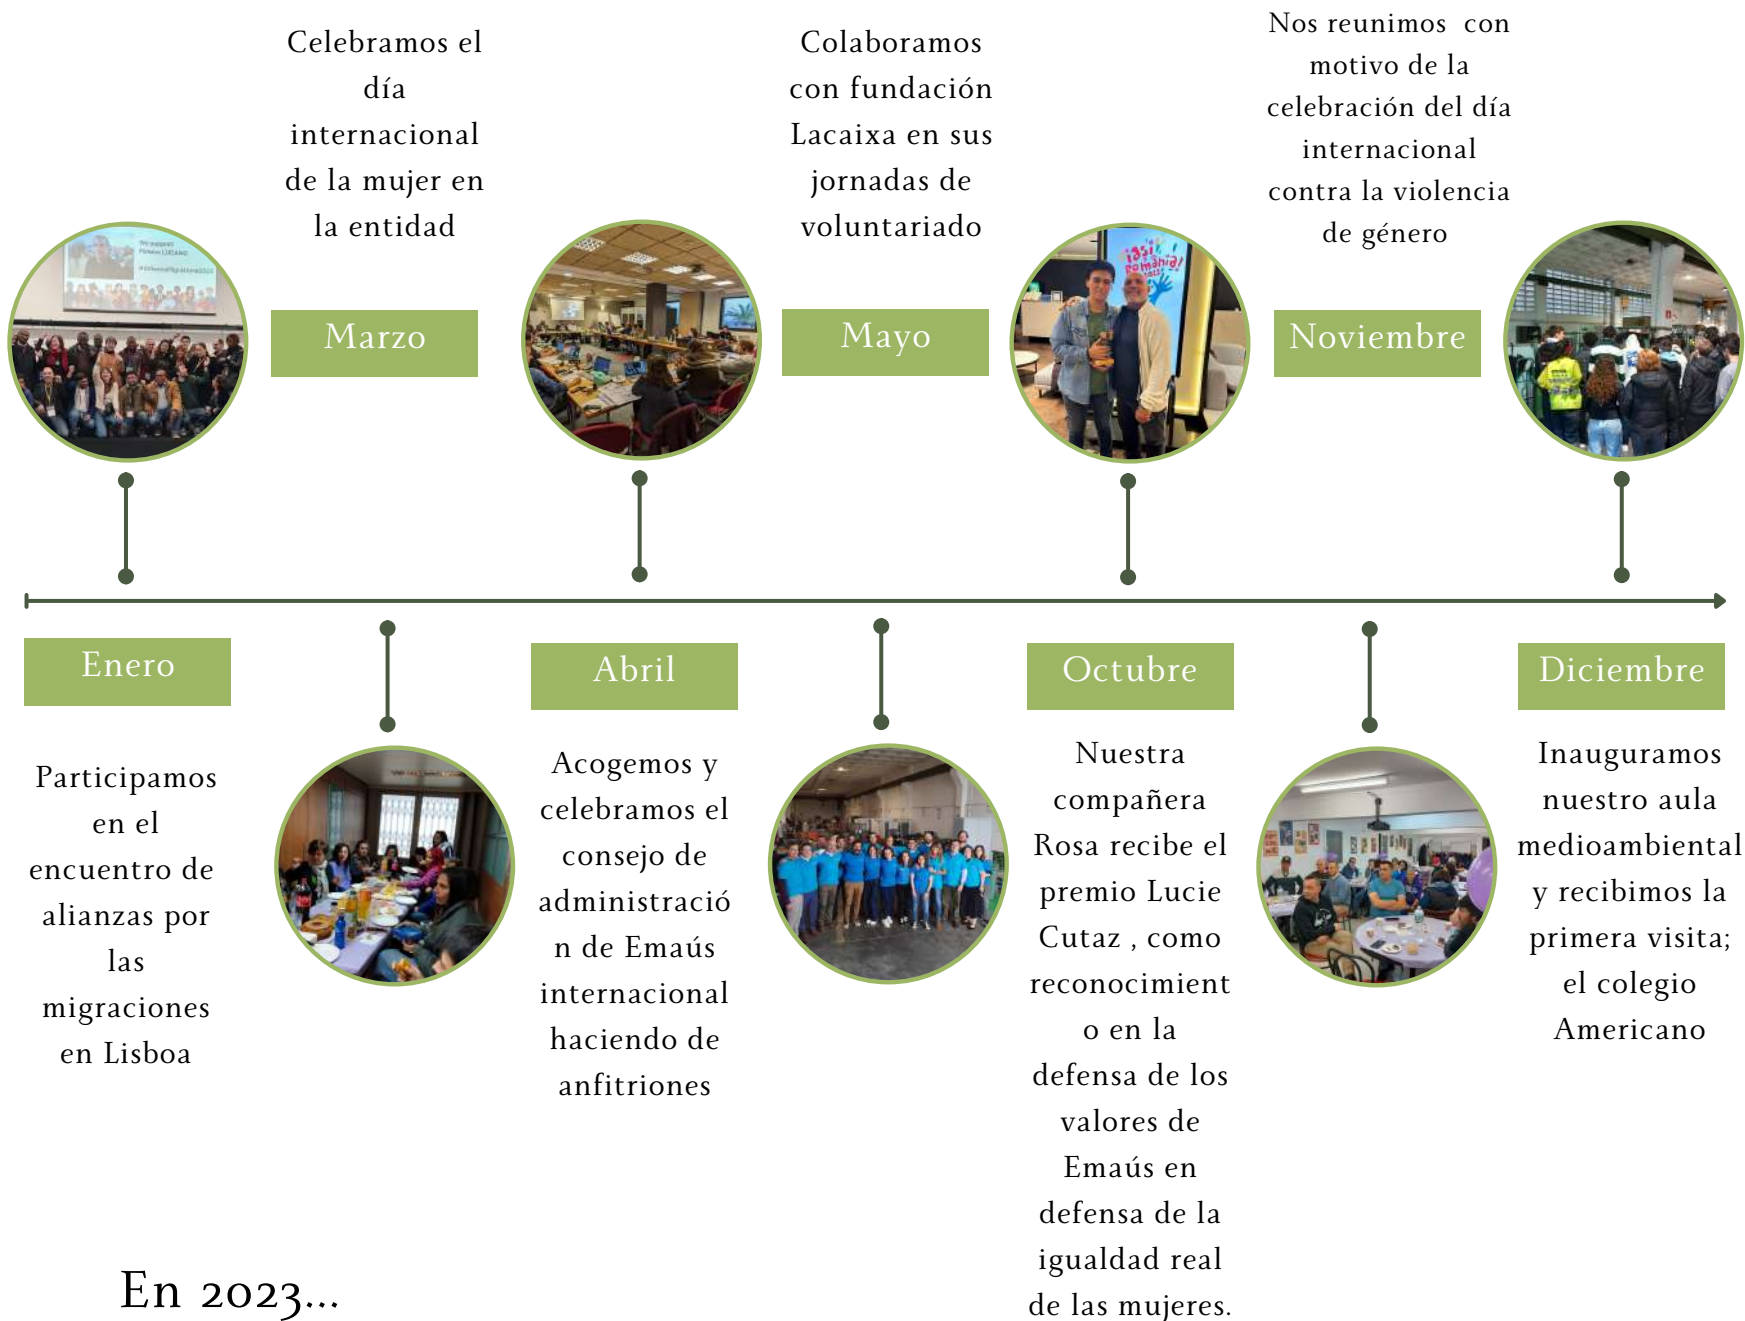 Celebramos el
día
internacional
de la mujer en
la entidad
Marzo
Colaboramos
con fundación
Lacaixa en sus
jornadas de
voluntariado
Mayo
Nos reunimos con
motivo de la
celebración del día
internacional
contra la violencia
de género
Noviembre
Enero
Participamos
en el
encuentro de
alianzas por
las
migraciones
en Lisboa
Abril
Acogemos y
celebramos el
consejo de
administració
n de Emaús
internacional
haciendo de
anfitriones
Octubre
Nuestra
compañera
Rosa recibe el
premio Lucie
Cutaz , como
reconocimient
o en la
defensa de los
valores de
Emaús en
defensa de la
igualdad real
de las mujeres.
Diciembre
Inauguramos
nuestro aula
medioambiental
y recibimos la
primera visita;
el colegio
Americano
En 2023...